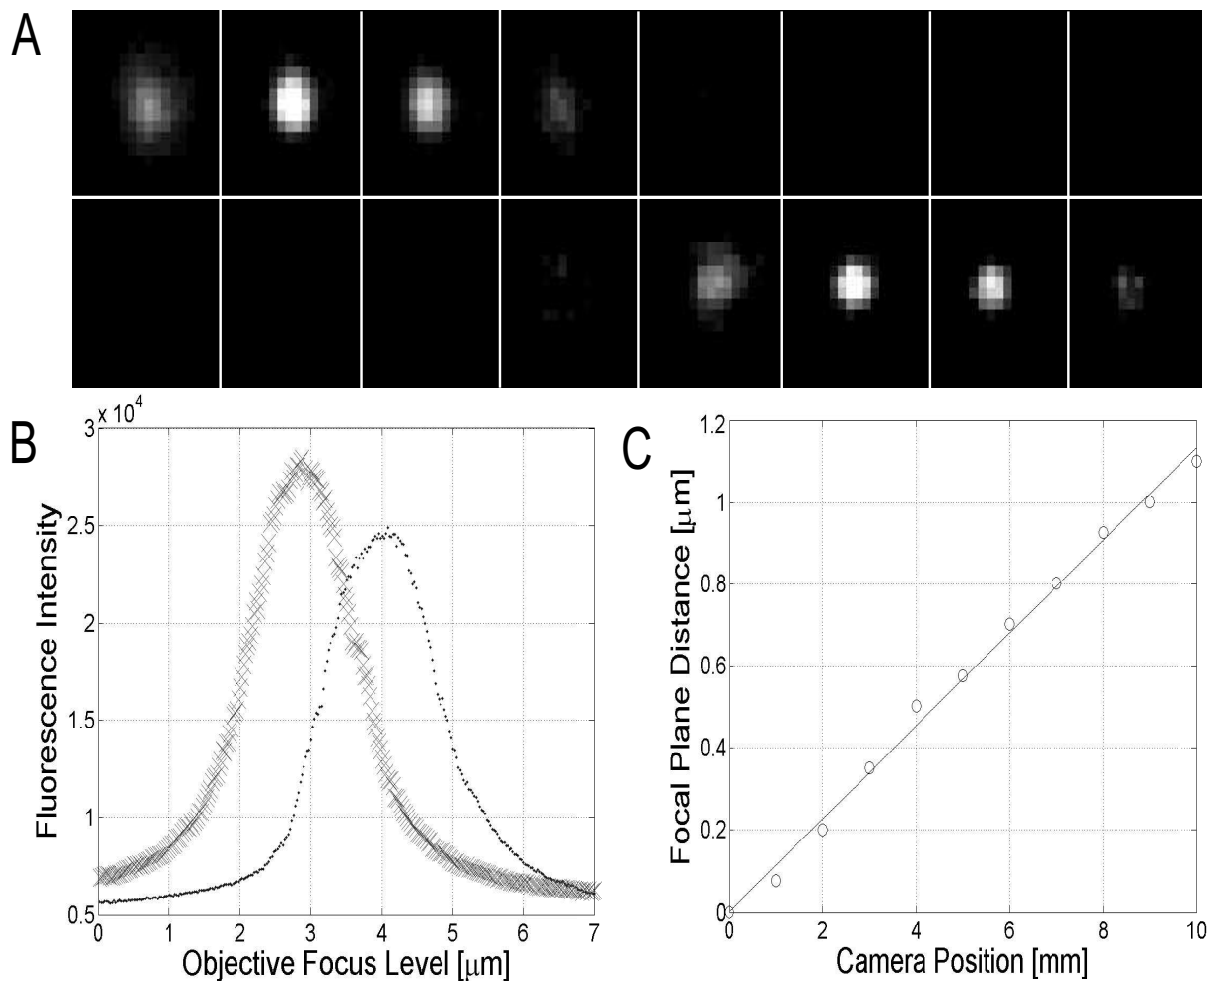 A
B
× 10⁴
3
2.5
2
1.5
1
0.5
0 1 2 3 4 5 6 7
Fluorescence Intensity
Objective Focus Level [μm]
C
1.2
1
0.8
0.6
0.4
0.2
0
0 2 4 6 8 10
Focal Plane Distance [μm]
Camera Position [mm]